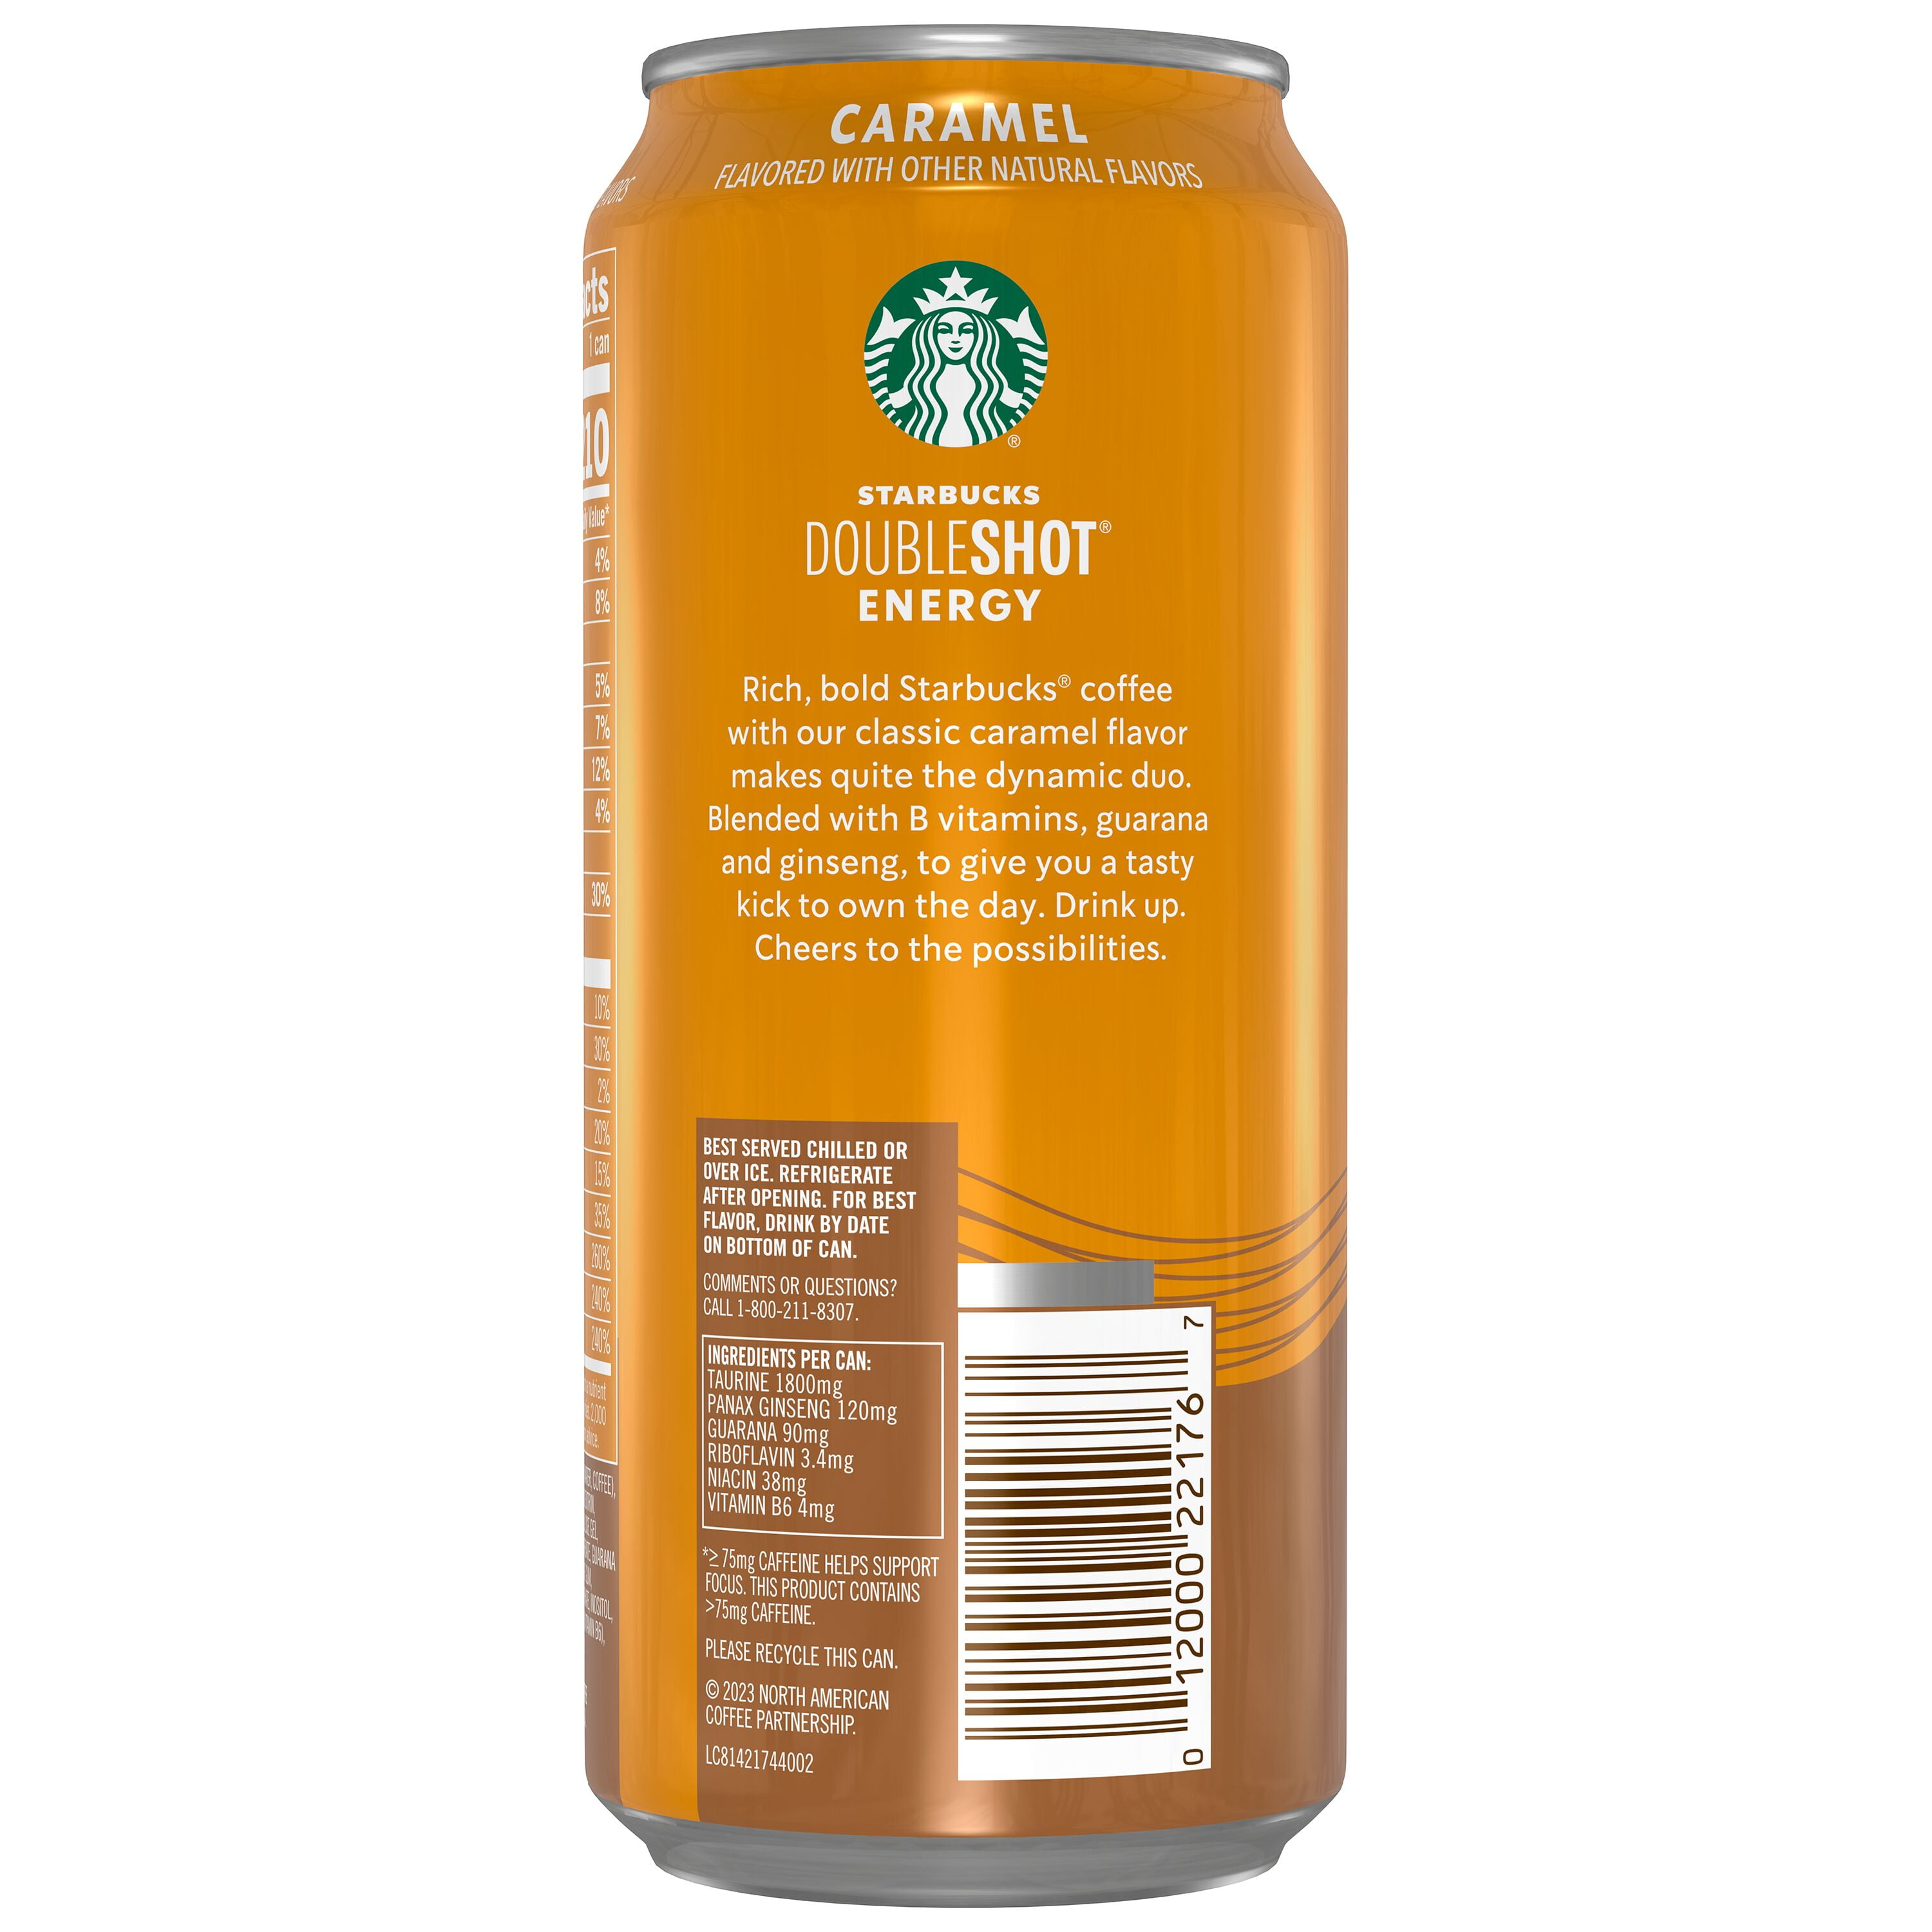 CARAMEL
FLAVORED WITH OTHER NATURAL FLAVORS
1 can
Value*
4%
8%
5%
7%
12%
4%
30%
10%
30%
2%
20%
15%
35%
260%
240%
240%
®
STARBUCKS
DOUBLESHOT®
ENERGY
Rich, bold Starbucks® coffee
with our classic caramel flavor
makes quite the dynamic duo.
Blended with B vitamins, guarana
and ginseng, to give you a tasty
kick to own the day. Drink up.
Cheers to the possibilities.
BEST SERVED CHILLED OR
OVER ICE. REFRIGERATE
AFTER OPENING. FOR BEST
FLAVOR, DRINK BY DATE
ON BOTTOM OF CAN.
COMMENTS OR QUESTIONS?
CALL 1-800-211-8307.
INGREDIENTS PER CAN:
TAURINE 1800mg
PANAX GINSENG 120mg
GUARANA 90mg
RIBOFLAVIN 3.4mg
NIACIN 38mg
VITAMIN B6 4mg
*≥ 75mg CAFFEINE HELPS SUPPORT
FOCUS. THIS PRODUCT CONTAINS
>75mg CAFFEINE.
PLEASE RECYCLE THIS CAN.
© 2023 NORTH AMERICAN
COFFEE PARTNERSHIP.
LC81421744002
0 12000 22176 7